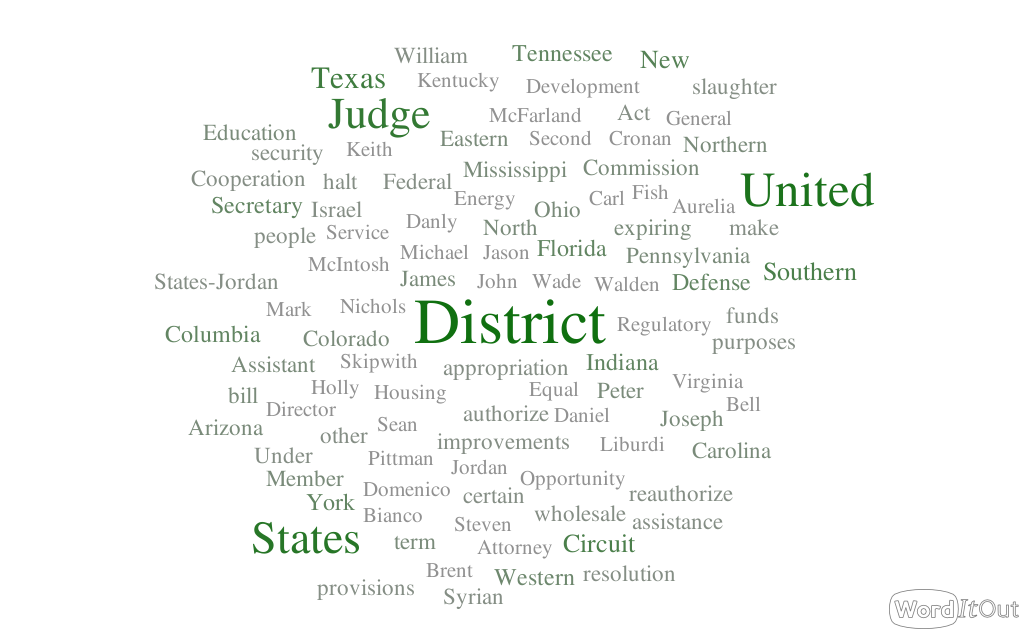 William Tennessee New
Texas Kentucky Development slaughter
Judge McFarland Act General
Education Eastern Second Cronan Northern
security Keith
Cooperation halt Federal Mississippi Commission United
Secretary Israel Energy Ohio Carl Fish Aurelia
people Service Danly North expiring make
McIntosh Michael Jason Florida Pennsylvania
States-Jordan James John Wade Walden Defense Southern
Mark Nichols District Regulatory funds
Columbia Colorado purposes
Assistant Skipwith appropriation Indiana
bill Holly Housing Equal Peter Virginia
Director Bell
Arizona other Sean authorize Daniel Joseph
Under Pittman improvements Liburdi Carolina
Member Jordan Opportunity
York Domenico certain reauthorize
Bianco Steven wholesale assistance
States term Attorney Circuit
provisions Brent Western resolution
Syrian
WordItOut